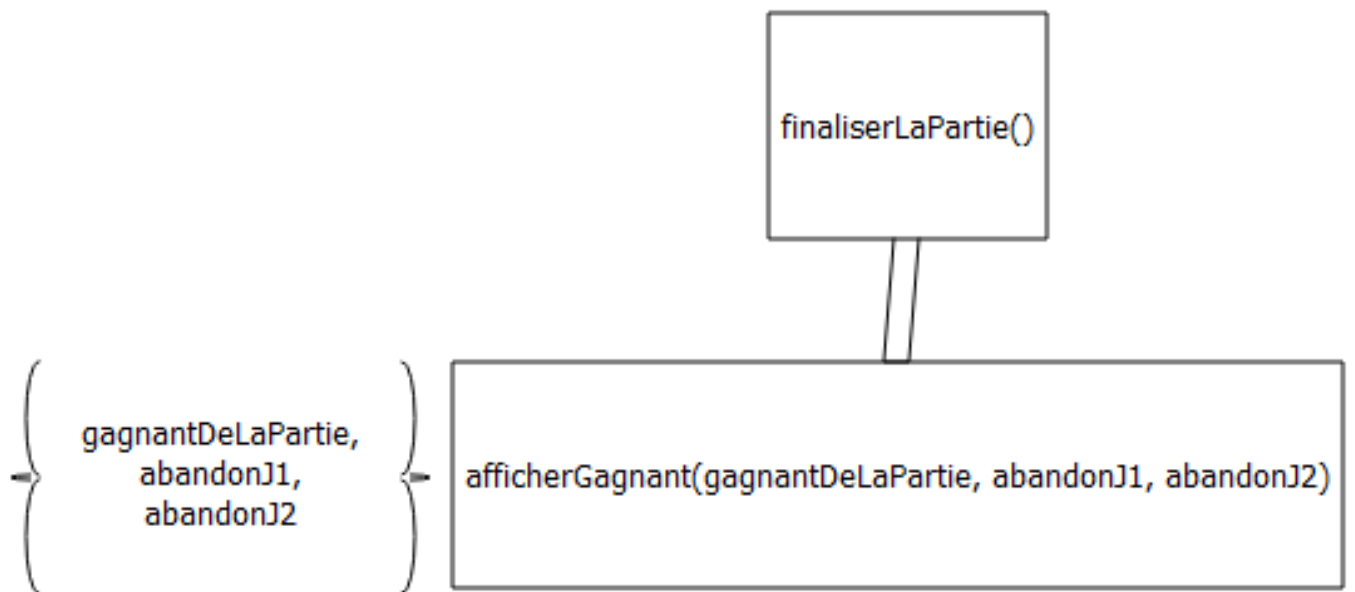 finaliserLaPartie()
gagnantDeLaPartie,
abandonJ1,
abandonJ2
afficherGagnant(gagnantDeLaPartie, abandonJ1, abandonJ2)